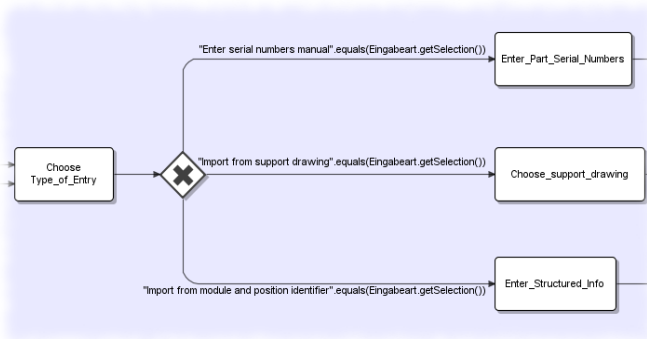 "Enter serial numbers manual".equals(Eingabeart.getSelection())
Enter_Part_Serial_Numbers
Choose
Type_of_Entry
"Import from support drawing".equals(Eingabeart.getSelection())
Choose_support_drawing
"Import from module and position identifier".equals(Eingabeart.getSelection())
Enter_Structured_Info